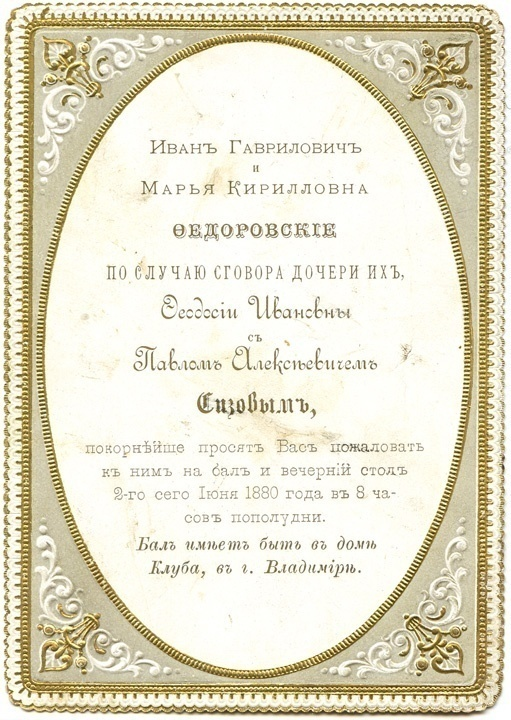 Иванъ Гавриловичъ
и
Марья Кирилловна
Ѳедоровскіе
по случаю сговора дочери ихъ,
Ѳеодосіи Ивановны
съ
Павломъ Алексѣевичемъ
Сизовымъ,
покорнѣйше просятъ Васъ пожаловать
къ нимъ на балъ и вечерній столъ
2-го сего Іюня 1880 года въ 8 ча-
совъ пополудни.
Балъ имѣетъ быть въ домѣ
Клуба, въ г. Владимірѣ.